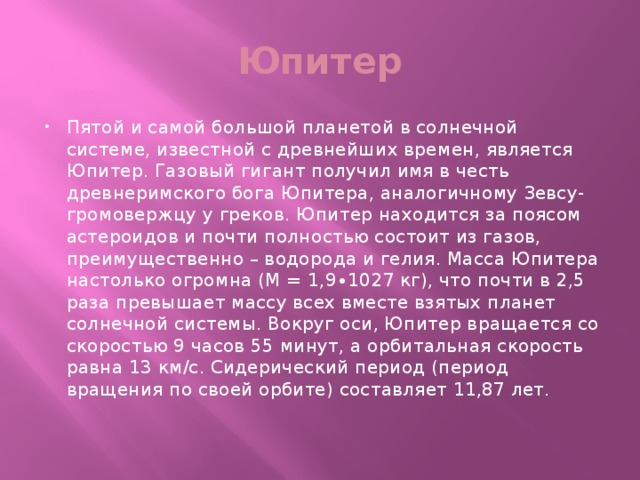 Юпитер
• Пятой и самой большой планетой в солнечной
системе, известной с древнейших времен, является
Юпитер. Газовый гигант получил имя в честь
древнеримского бога Юпитера, аналогичному Зевсу-
громовержцу у греков. Юпитер находится за поясом
астероидов и почти полностью состоит из газов,
преимущественно – водорода и гелия. Масса Юпитера
настолько огромна (M = 1,9∙1027 кг), что почти в 2,5
раза превышает массу всех вместе взятых планет
солнечной системы. Вокруг оси, Юпитер вращается со
скоростью 9 часов 55 минут, а орбитальная скорость
равна 13 км/с. Сидерический период (период
вращения по своей орбите) составляет 11,87 лет.